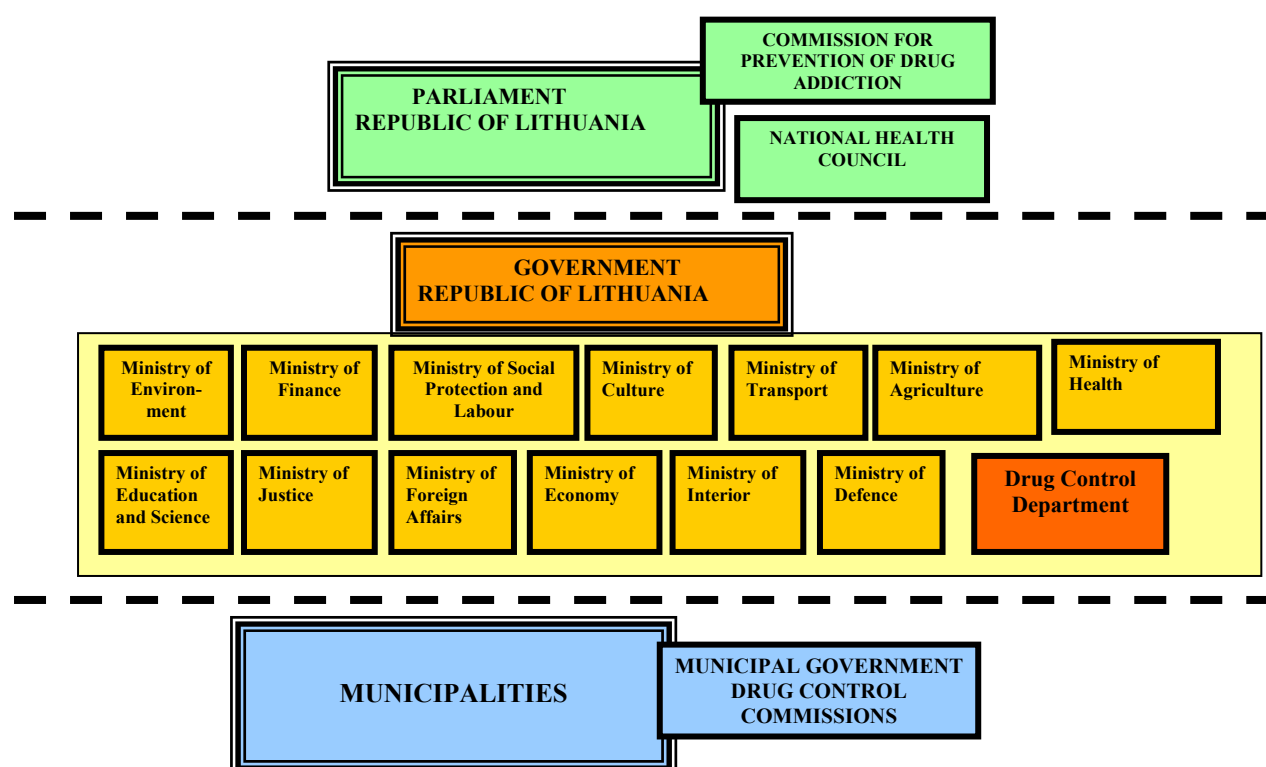 COMMISSION FOR
PREVENTION OF DRUG
ADDICTION
PARLIAMENT
REPUBLIC OF LITHUANIA
NATIONAL HEALTH
COUNCIL
GOVERNMENT
REPUBLIC OF LITHUANIA
Ministry of
Environ-
ment
Ministry of
Finance
Ministry of Social
Protection and
Labour
Ministry of
Culture
Ministry of
Transport
Ministry of
Agriculture
Ministry of
Health
Ministry of
Education
and Science
Ministry of
Justice
Ministry of
Foreign
Affairs
Ministry of
Economy
Ministry of
Interior
Ministry of
Defence
Drug Control
Department
MUNICIPALITIES
MUNICIPAL GOVERNMENT
DRUG CONTROL
COMMISSIONS